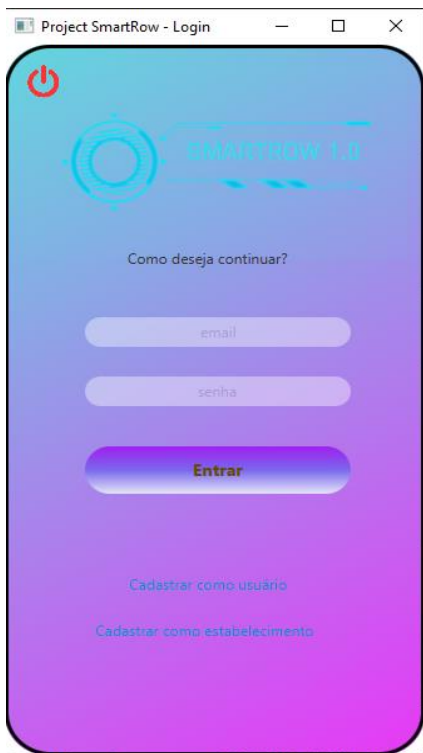 Project SmartRow - Login
SMARTROW 1.0
Como deseja continuar?
email
senha
Entrar
Cadastrar como usuário
Cadastrar como estabelecimento